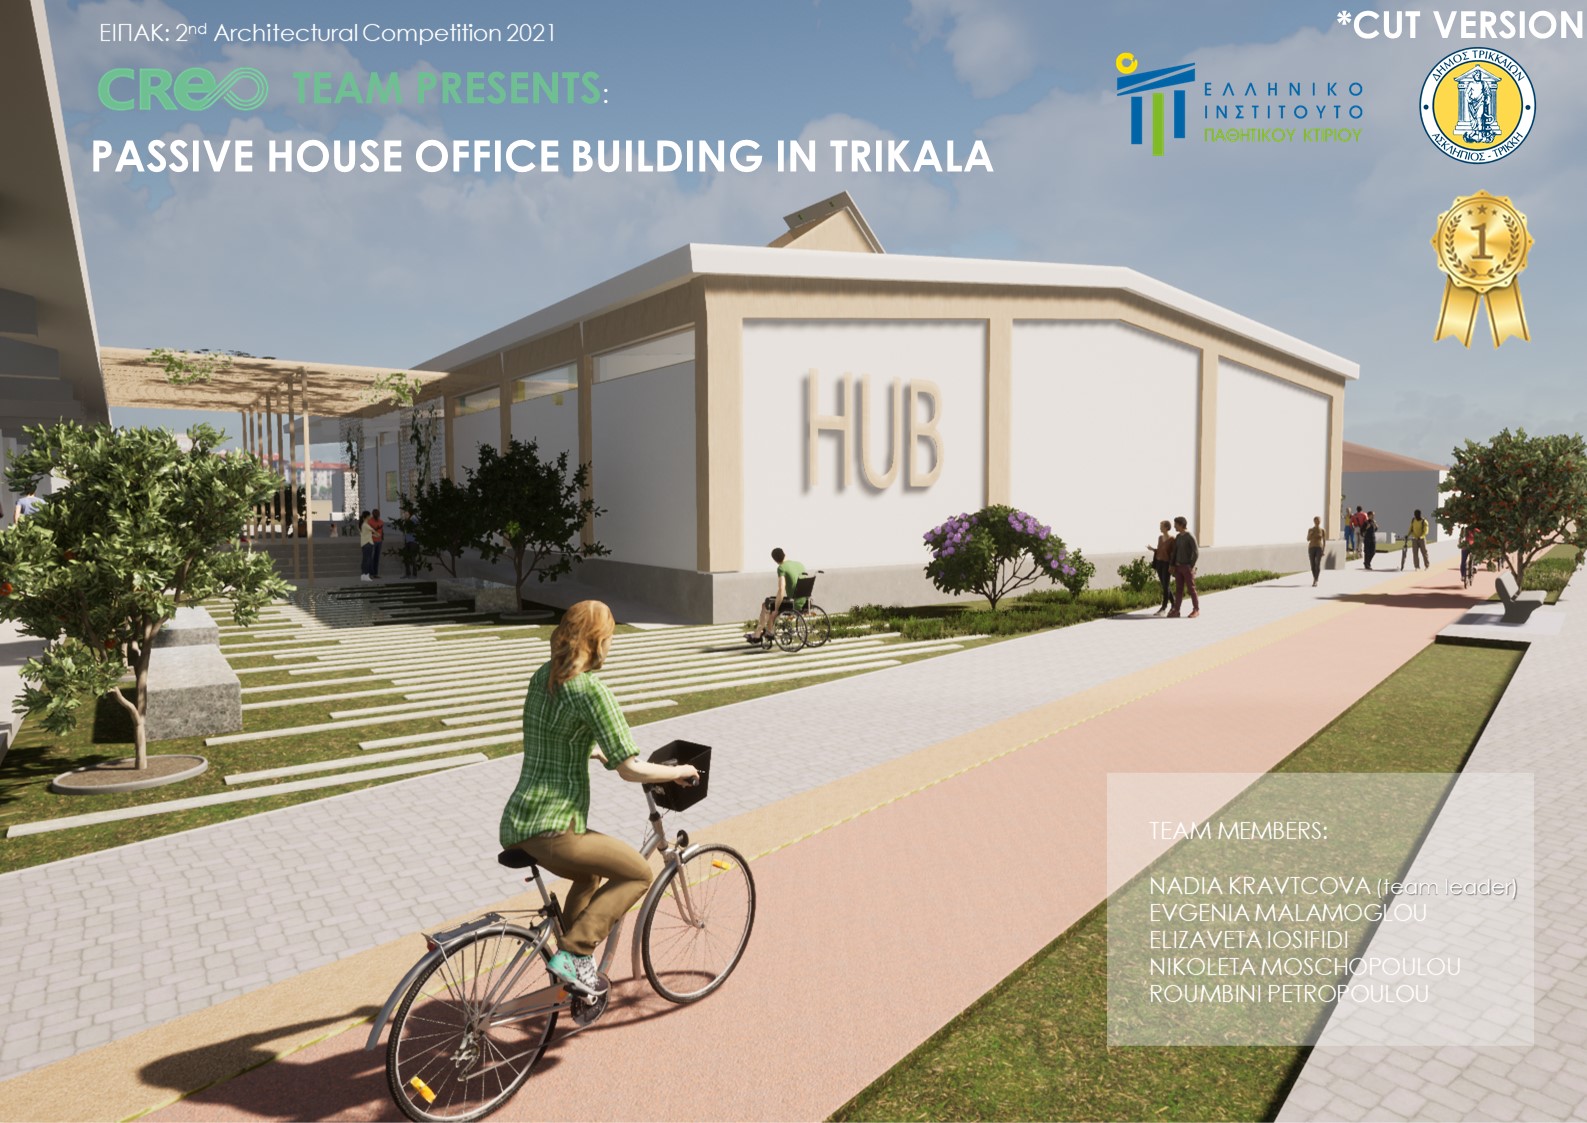 *CUT VERSION
ΕΙΠΑΚ: 2nd Architectural Competition 2021
CREO TEAM PRESENTS:
PASSIVE HOUSE OFFICE BUILDING IN TRIKALA
ΕΛΛΗΝΙΚΟ
ΙΝΣΤΙΤΟΥΤΟ
ΠΑΘΗΤΙΚΟΥ ΚΤΙΡΙΟΥ
ΔΗΜΟΣ ΤΡΙΚΚΑΙΩΝ
ΑΣΚΛΗΠΙΟΣ - ΤΡΙΚΚΗ
1
HUB
TEAM MEMBERS:
NADIA KRAVTCOVA (team leader)
EVGENIA MALAMOGLOU
ELIZAVETA IOSIFIDI
NIKOLETA MOSCHOPOULOU
ROUMBINI PETROPOULOU